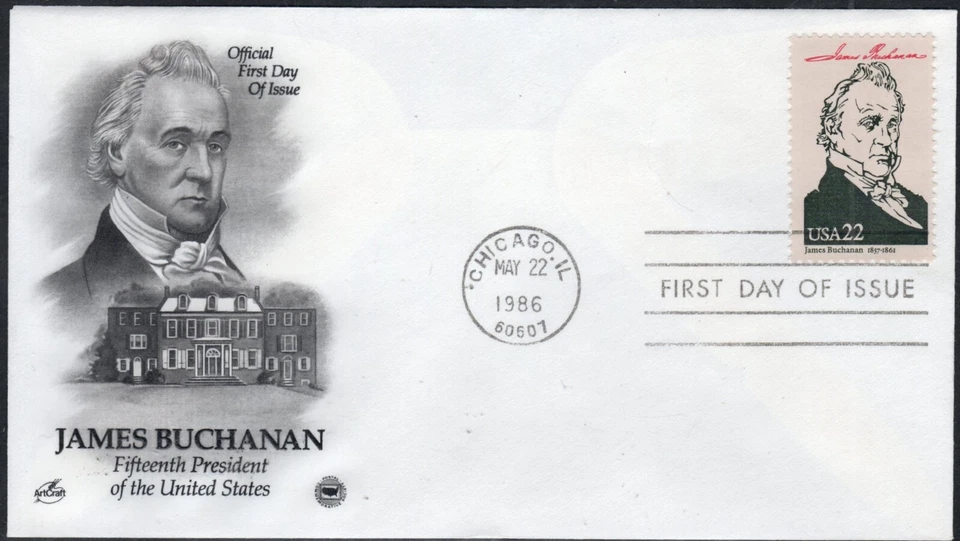 Official
First Day
Of Issue
JAMES BUCHANAN
Fifteenth President
of the United States
ArtCraft
CHICAGO, IL
MAY 22
1986
60607
James Buchanan
USA22
James Buchanan 1857-1861
FIRST DAY OF ISSUE